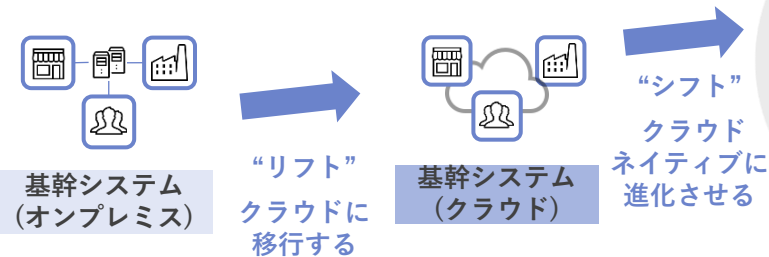 基幹システム
(オンプレミス)
“リフト”
クラウドに
移行する
基幹システム
(クラウド)
“シフト”
クラウド
ネイティブに
進化させる